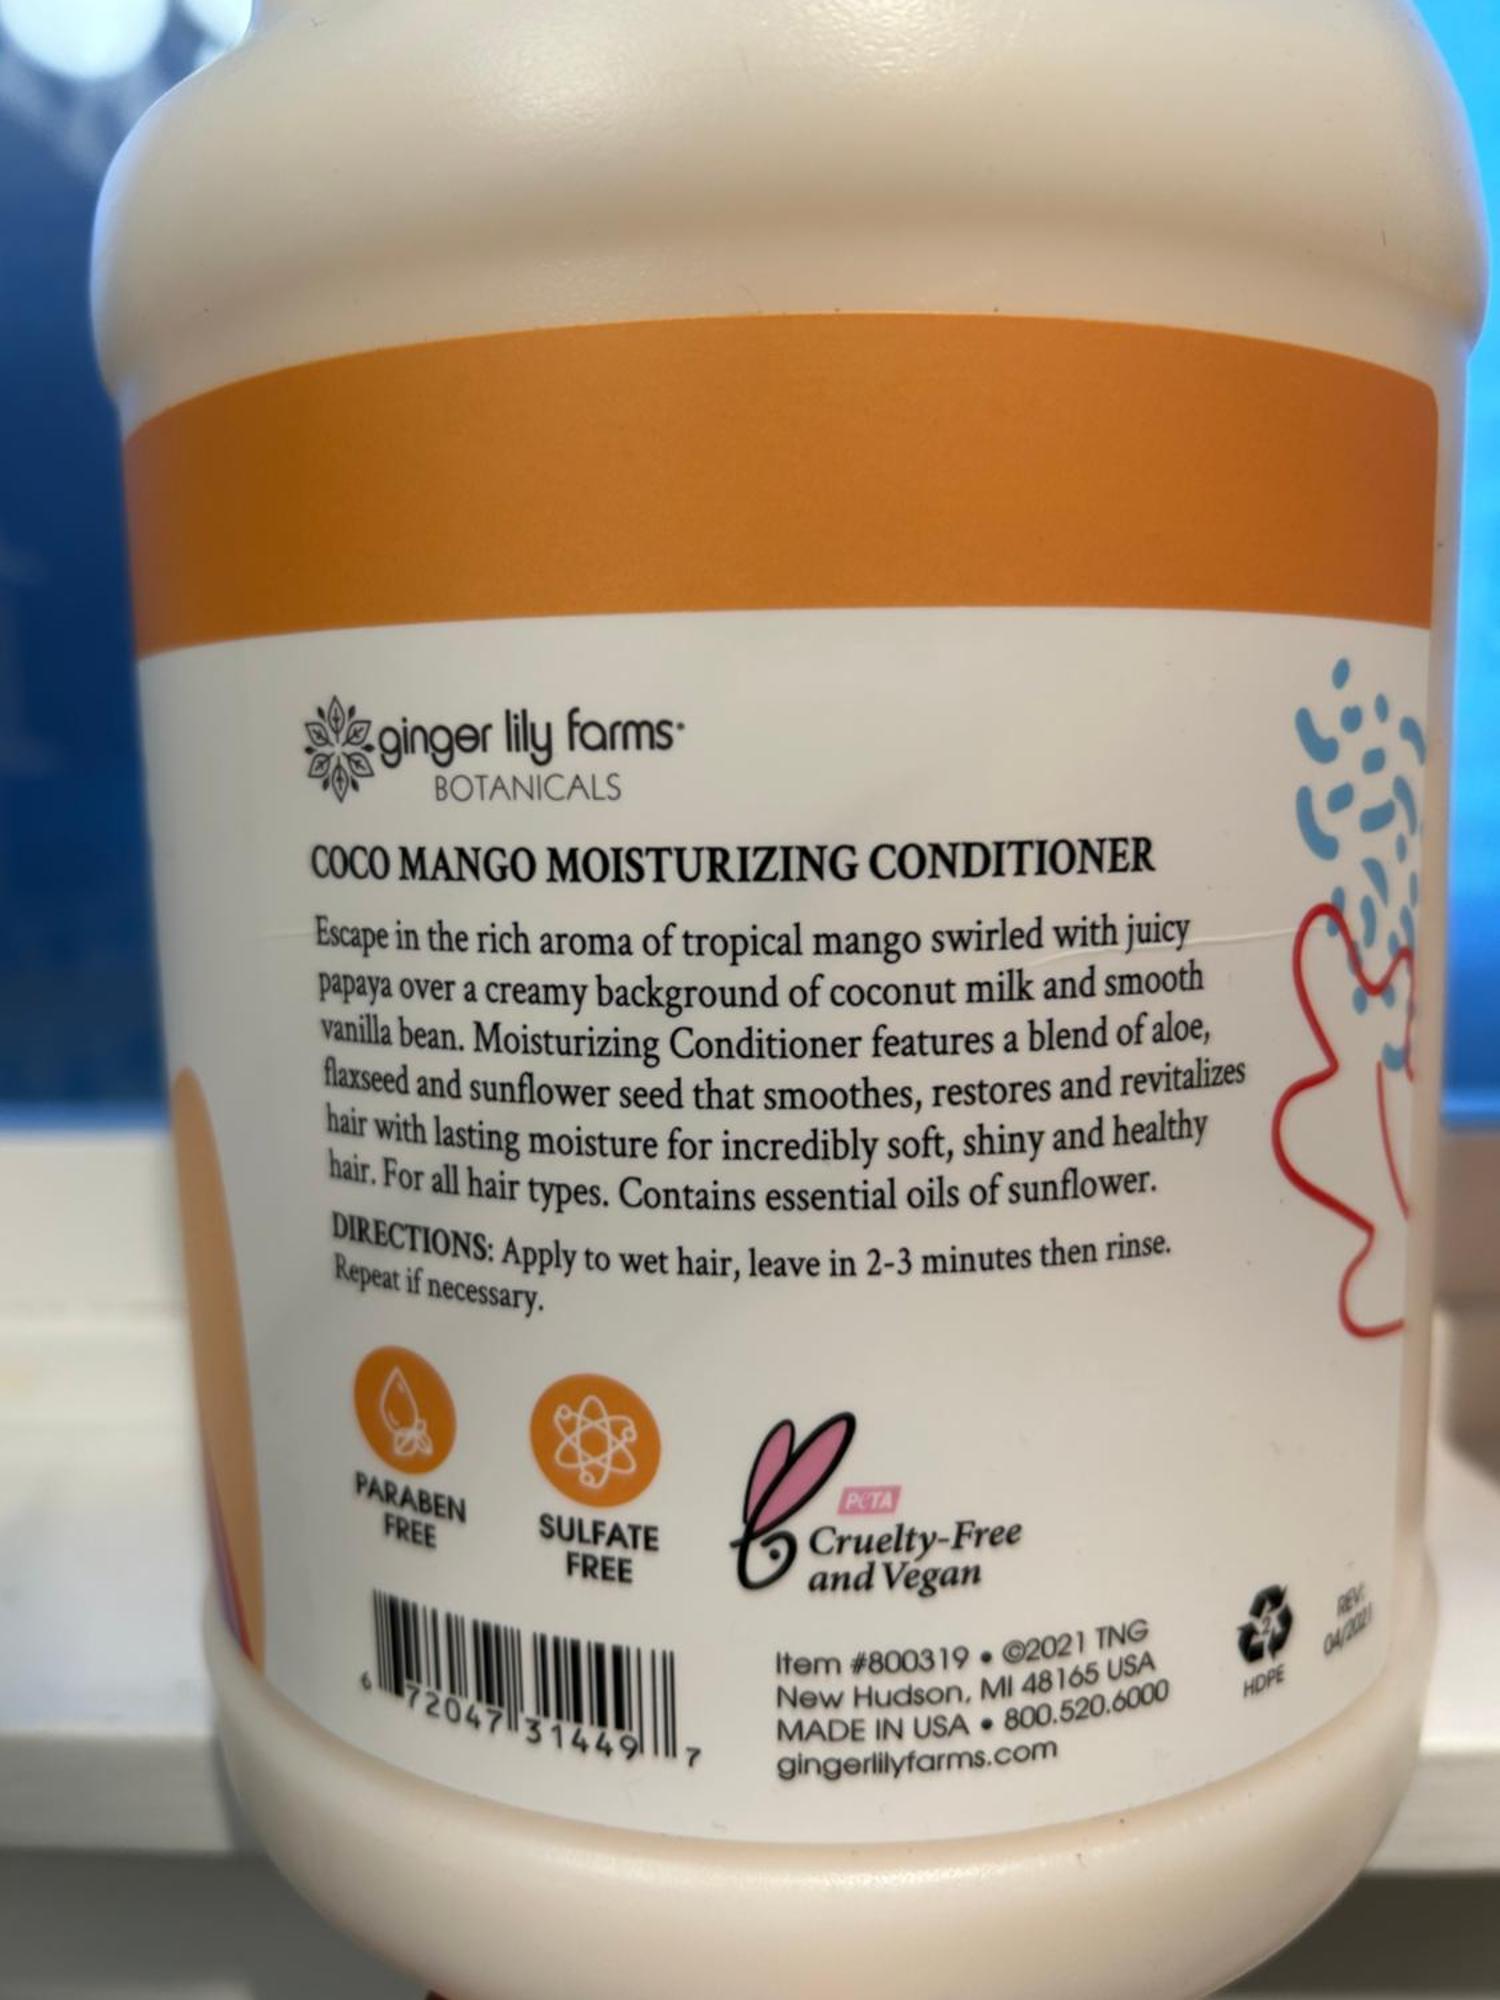 ginger lily farms
BOTANICALS
COCO MANGO MOISTURIZING CONDITIONER
Escape in the rich aroma of tropical mango swirled with juicy
papaya over a creamy background of coconut milk and smooth
vanilla bean. Moisturizing Conditioner features a blend of aloe,
flaxseed and sunflower seed that smoothes, restores and revitalizes
hair with lasting moisture for incredibly soft, shiny and healthy
hair. For all hair types. Contains essential oils of sunflower.
DIRECTIONS: Apply to wet hair, leave in 2-3 minutes then rinse.
Repeat if necessary.
PARABEN
FREE
SULFATE
FREE
PETA
Cruelty-Free
and Vegan
6 72047 31449 7
Item #800319 • ©2021 TNG
New Hudson, MI 48165 USA
MADE IN USA • 800.520.6000
gingerlilyfarms.com
2
HDPE
REV:
04/2021